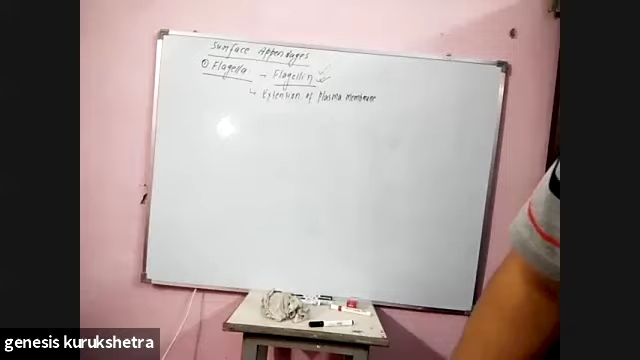 Surface Appendages
① Flagella → Flagellin
↳ Extension of Plasma membrane
genesis kurukshetra